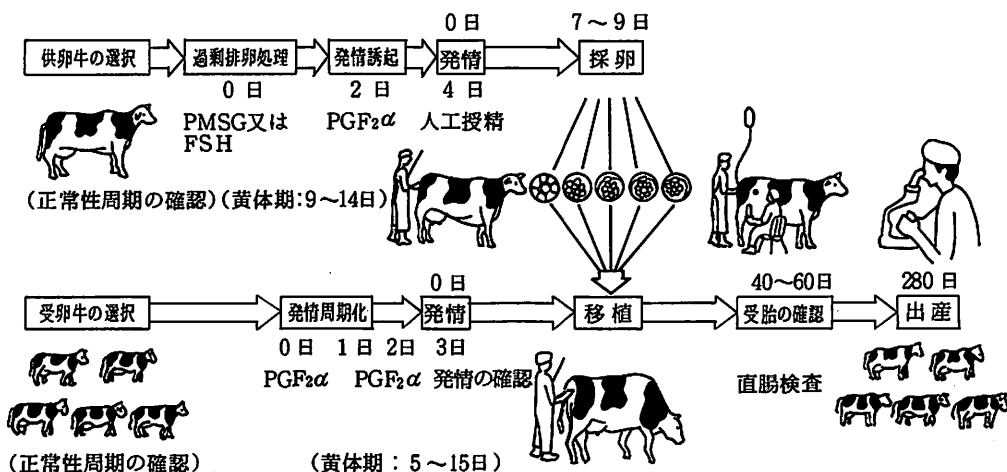 0日 7〜9日
供卵牛の選択 過剰排卵処理 発情誘起 発情 採卵
0日 2日 4日
PMSG又は PGF₂α 人工授精
FSH
(正常性周期の確認)(黄体期:9〜14日)
0日 40〜60日 280日
受卵牛の選択 発情周期化 発情 移植 受胎の確認 出産
0日 1日 2日 3日
PGF₂α PGF₂α 発情の確認
直腸検査
(正常性周期の確認) (黄体期:5〜15日)